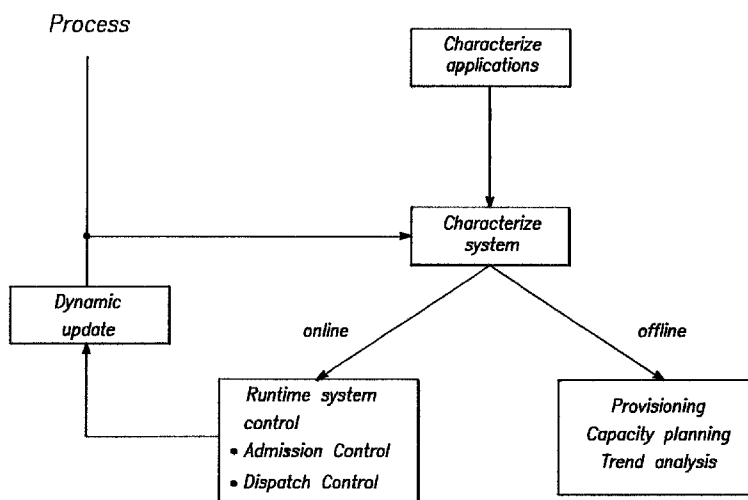 Process
Characterize
applications
Characterize
system
Dynamic
update
online
offline
Runtime system
control
• Admission Control
• Dispatch Control
Provisioning
Capacity planning
Trend analysis